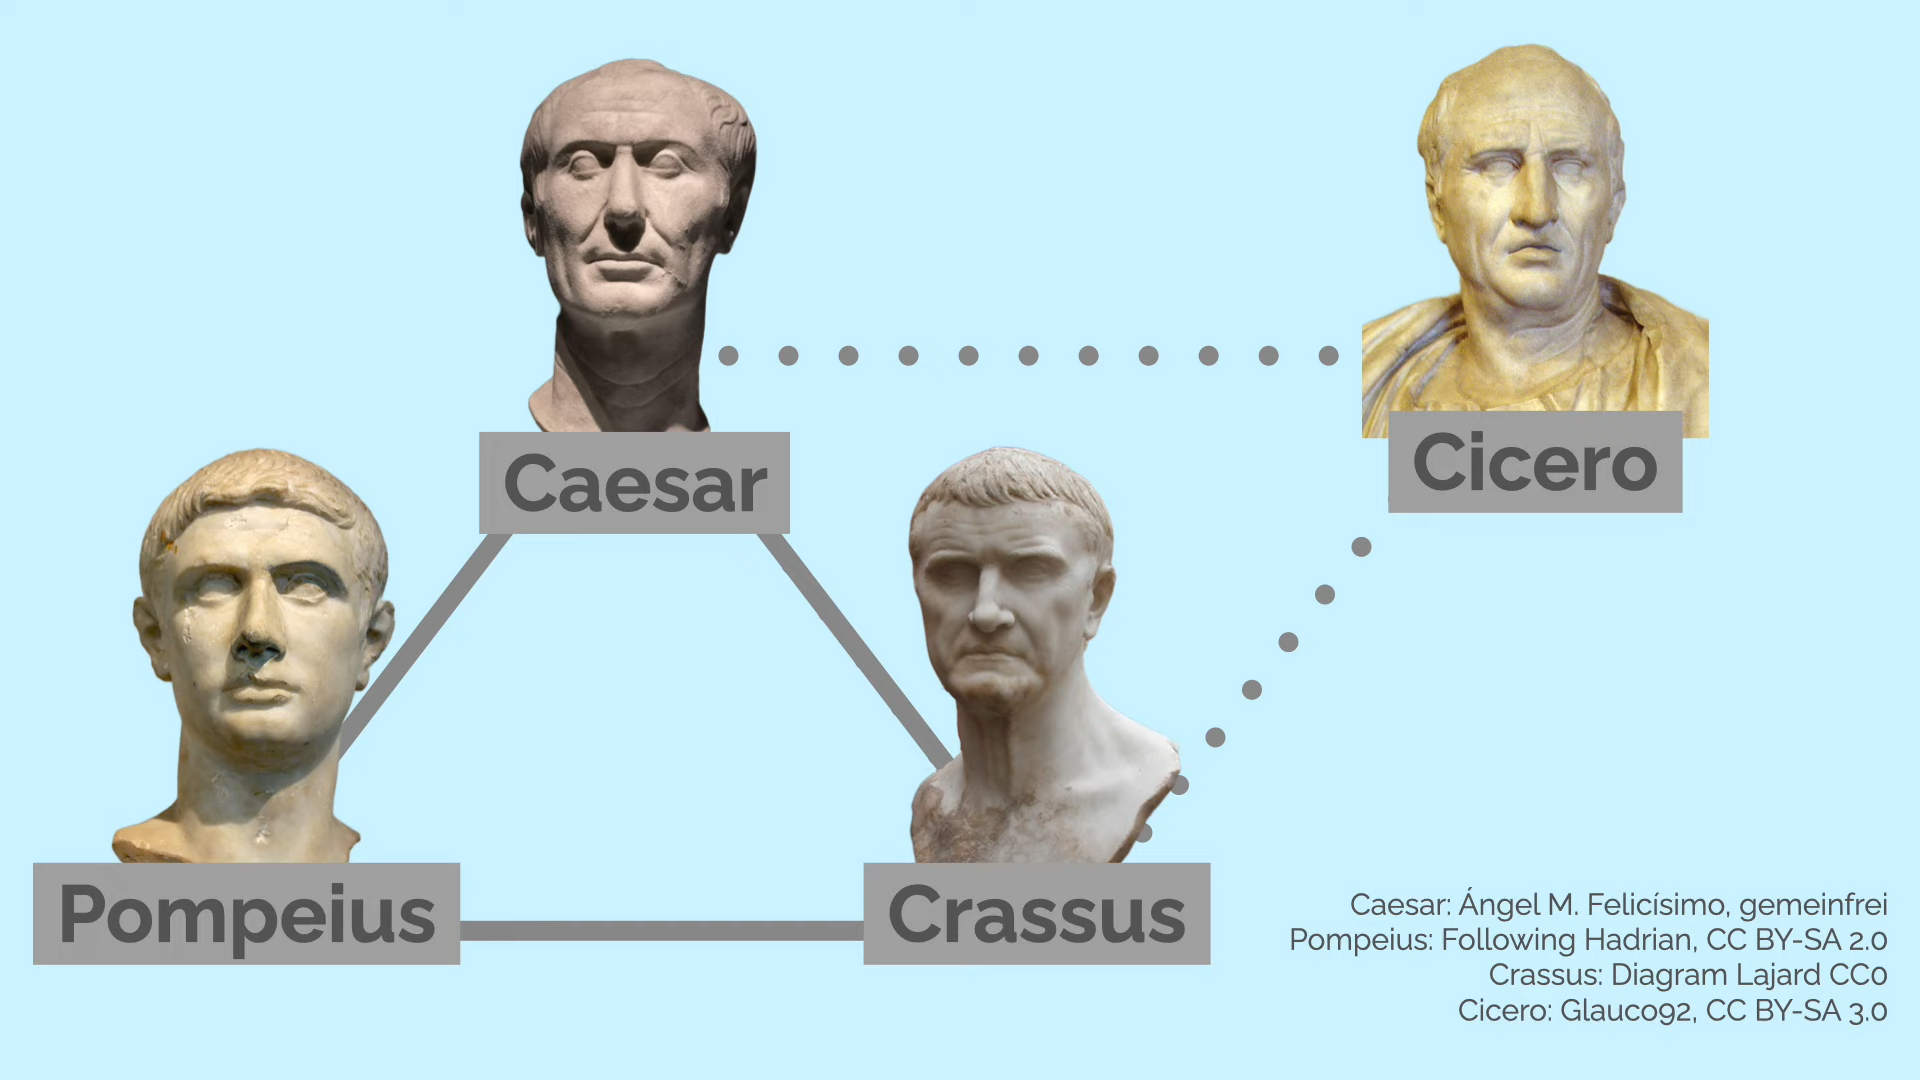 Caesar
Cicero
Pompeius
Crassus
Caesar: Ángel M. Felicísimo, gemeinfrei
Pompeius: Following Hadrian, CC BY-SA 2.0
Crassus: Diagram Lajard CC0
Cicero: Glauco92, CC BY-SA 3.0